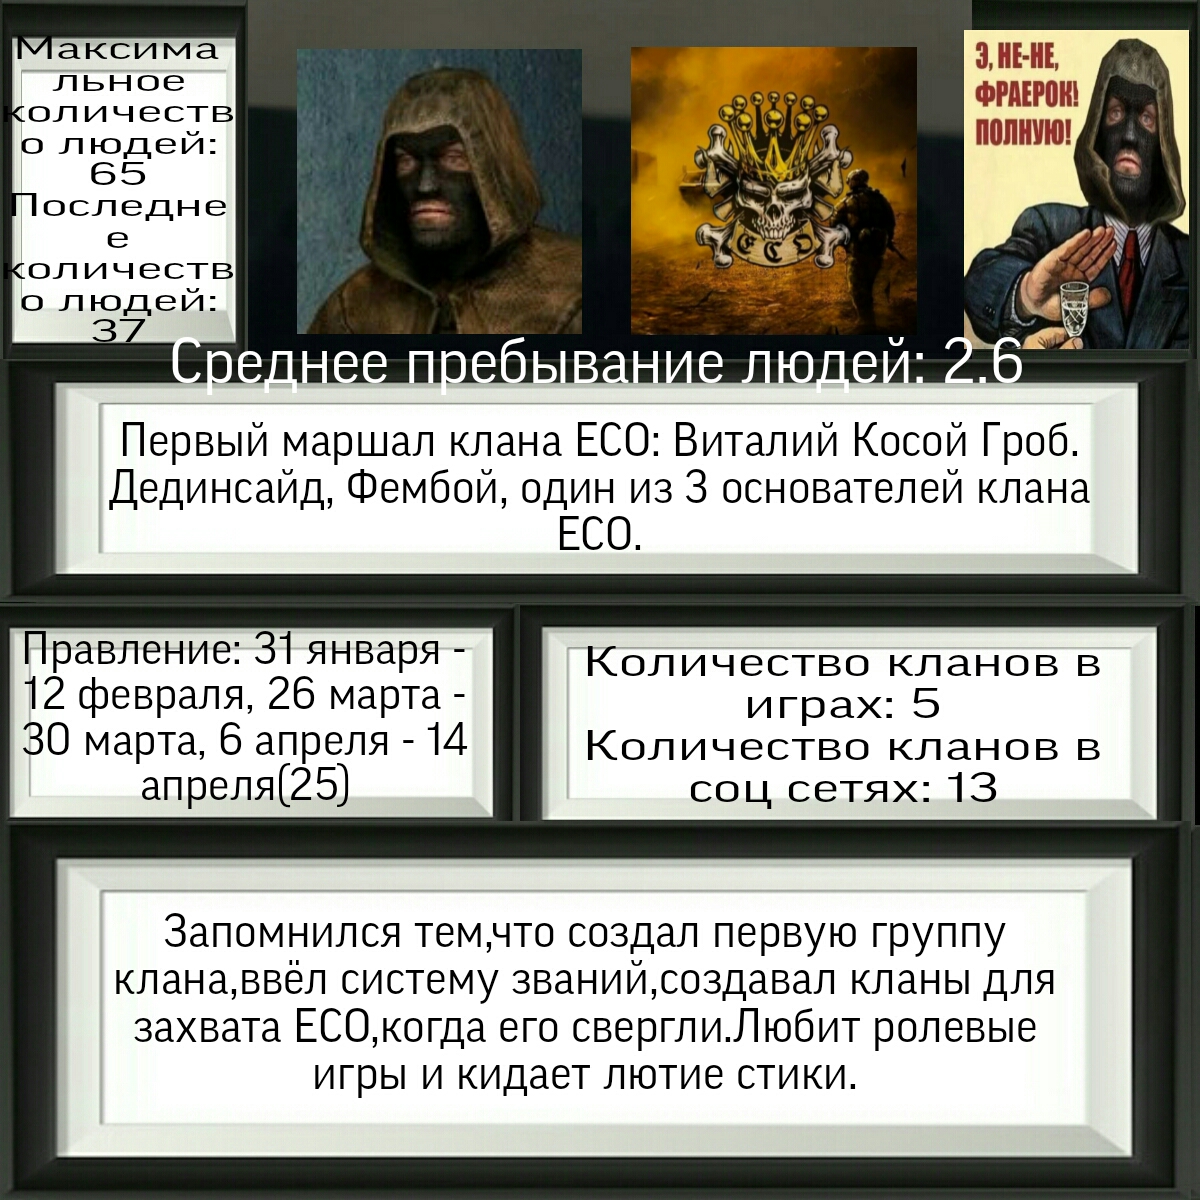 Максима
льное
количеств
о людей:
65
Последне
е
количеств
о людей:
37
ECO
Э, НЕ-НЕ,
ФРАЕРОК!
ПОЛНУЮ!
Среднее пребывание людей: 2.6
Первый маршал клана ЕСО: Виталий Косой Гроб.
Дединсайд, Фембой, один из 3 основателей клана
ЕСО.
Правление: 31 января -
12 февраля, 26 марта -
30 марта, 6 апреля - 14
апреля(25)
Количество кланов в
играх: 5
Количество кланов в
соц сетях: 13
Запомнился тем,что создал первую группу
клана,ввёл систему званий,создавал кланы для
захвата ЕСО,когда его свергли.Любит ролевые
игры и кидает лютие стики.